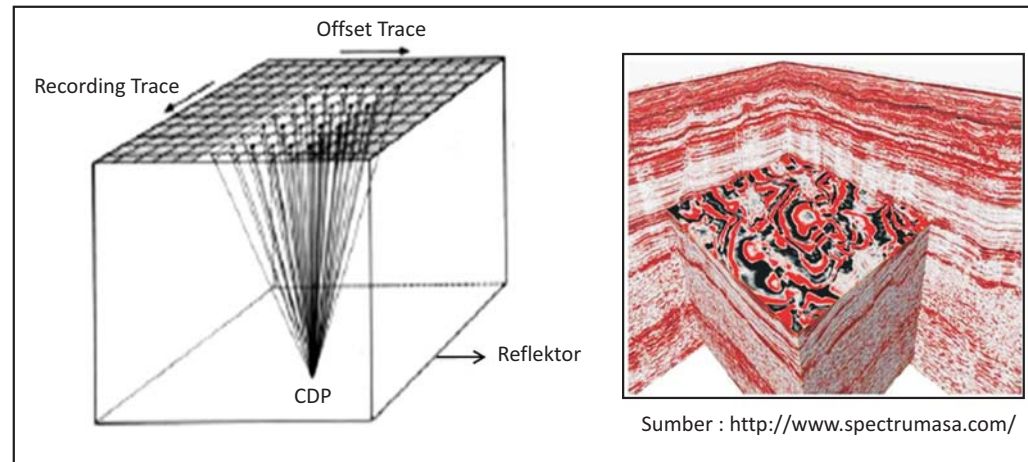 Offset Trace
Recording Trace
Reflektor
CDP
Sumber : http://www.spectrumasa.com/